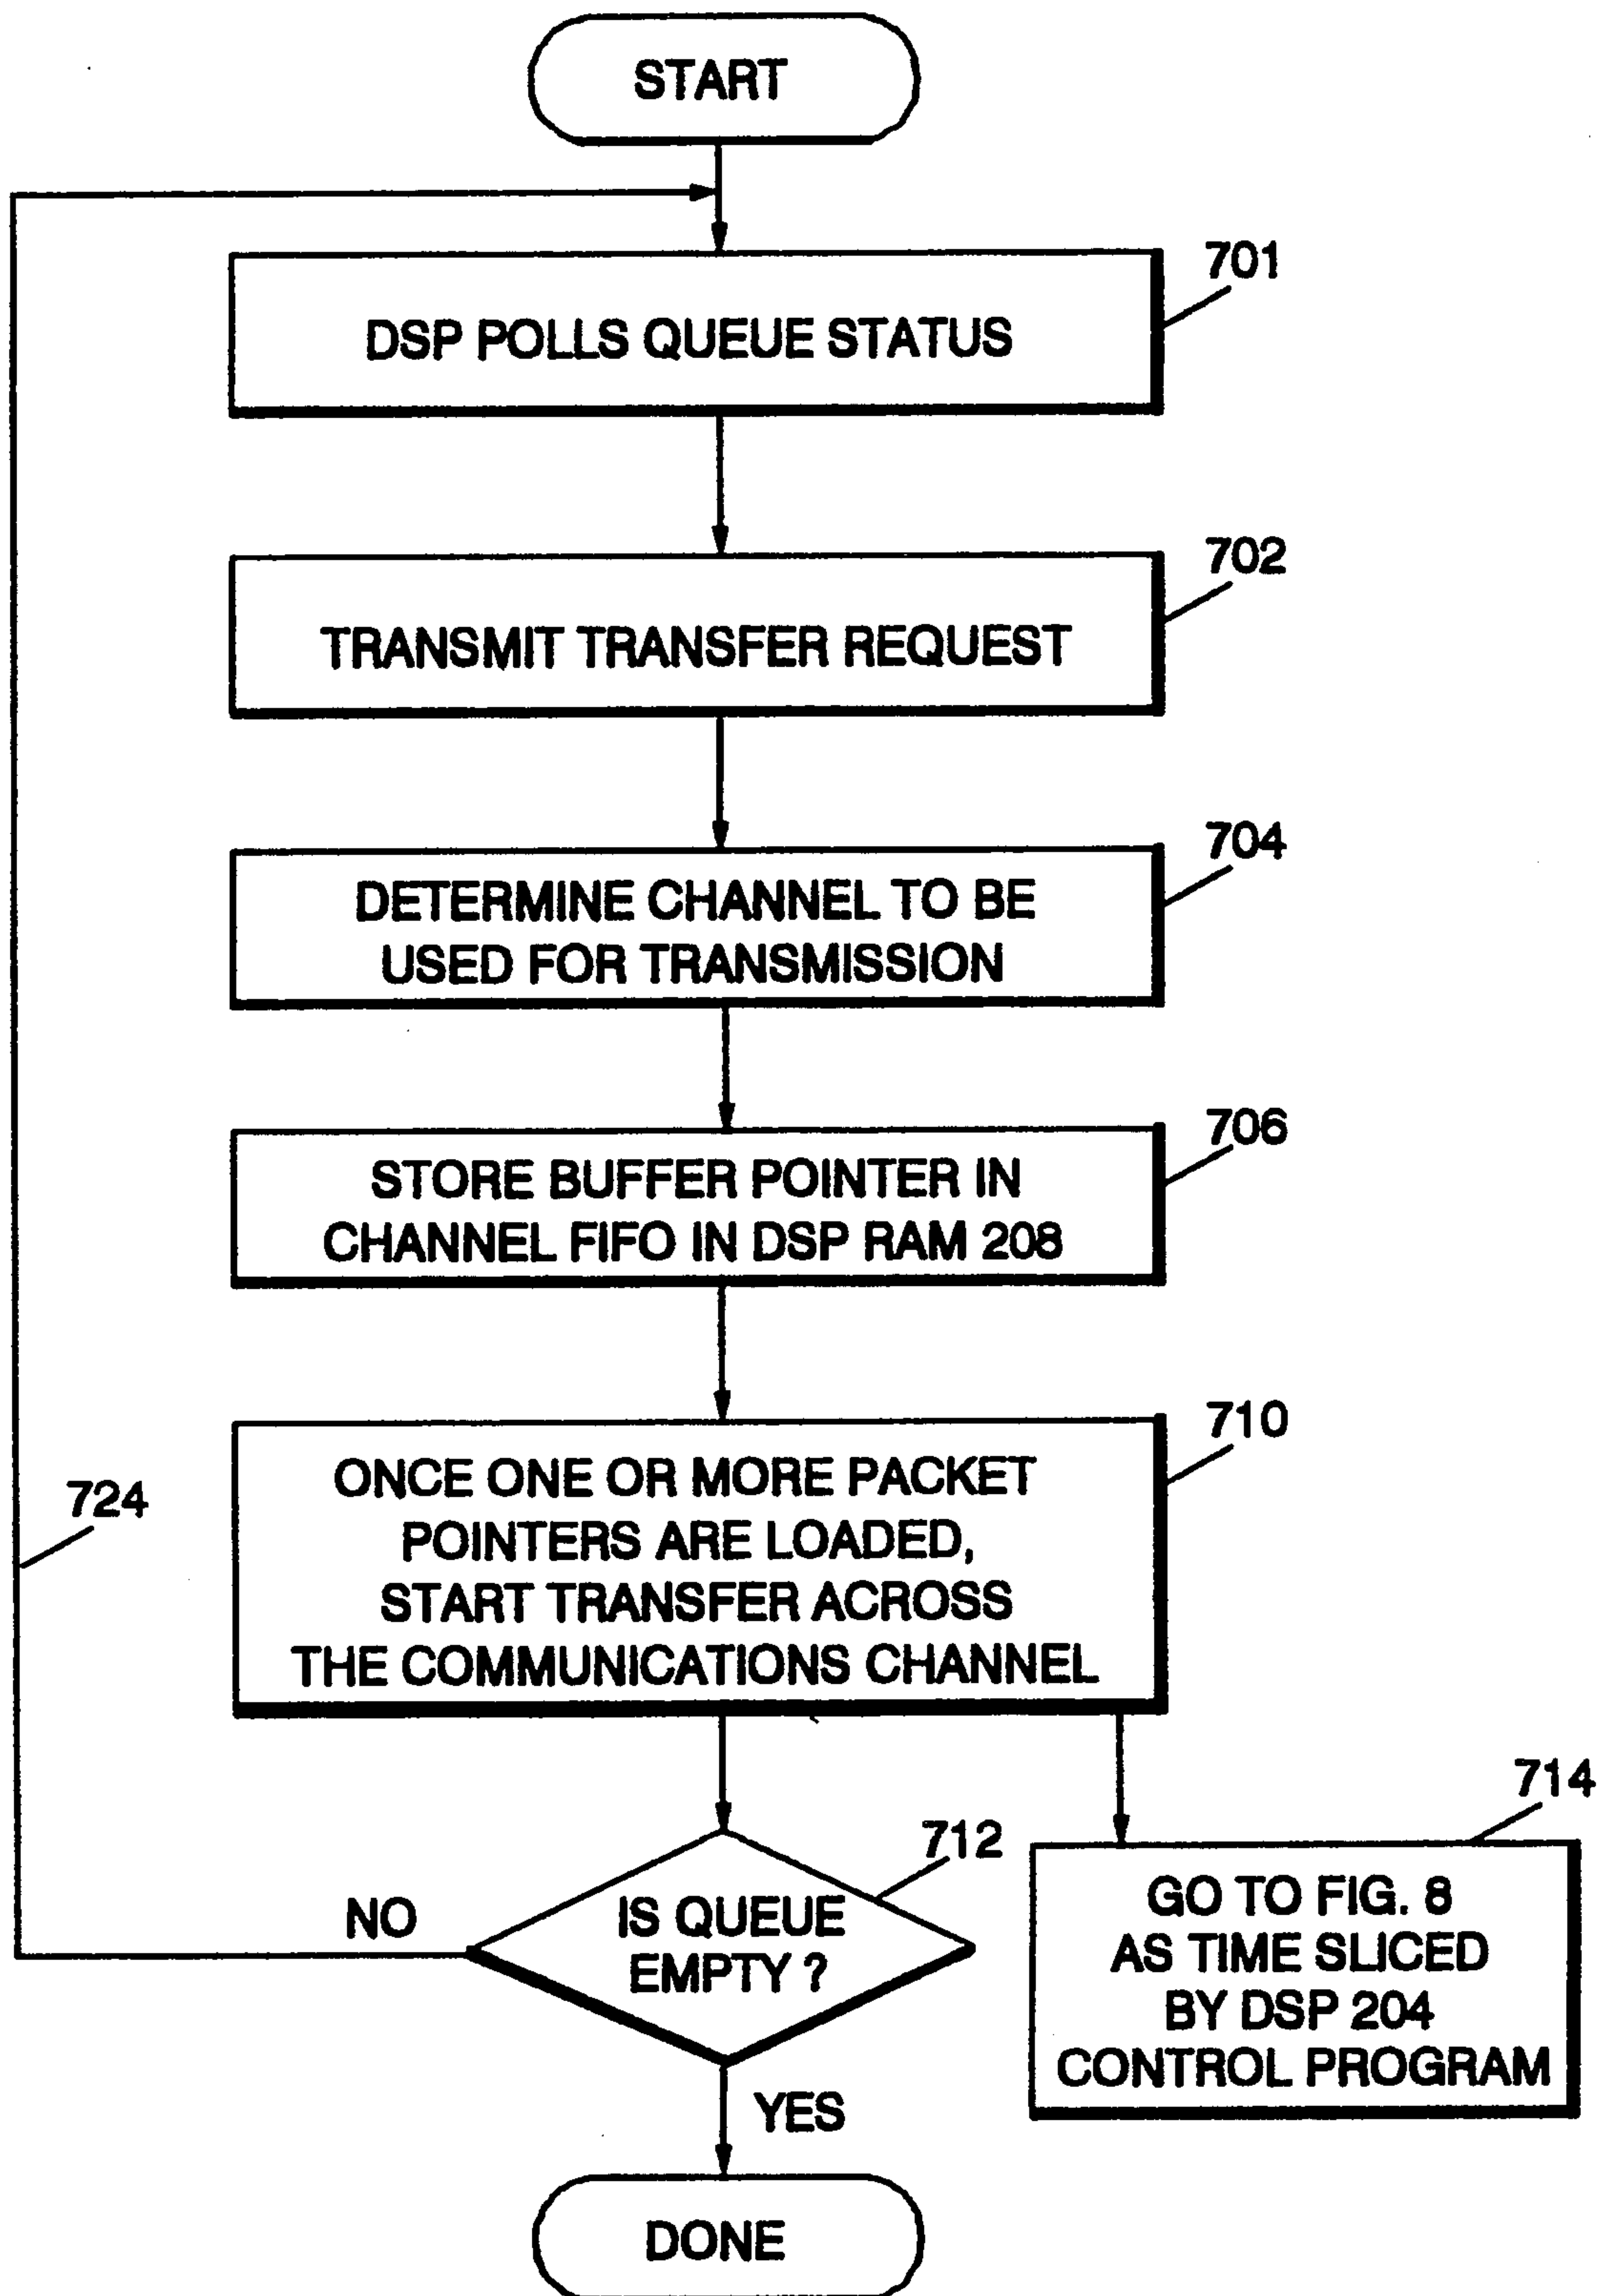 START
701
DSP POLLS QUEUE STATUS
702
TRANSMIT TRANSFER REQUEST
704
DETERMINE CHANNEL TO BE
USED FOR TRANSMISSION
706
STORE BUFFER POINTER IN
CHANNEL FIFO IN DSP RAM 208
710
ONCE ONE OR MORE PACKET
POINTERS ARE LOADED,
START TRANSFER ACROSS
THE COMMUNICATIONS CHANNEL
724
712
IS QUEUE
EMPTY ?
NO
YES
714
GO TO FIG. 8
AS TIME SLICED
BY DSP 204
CONTROL PROGRAM
DONE